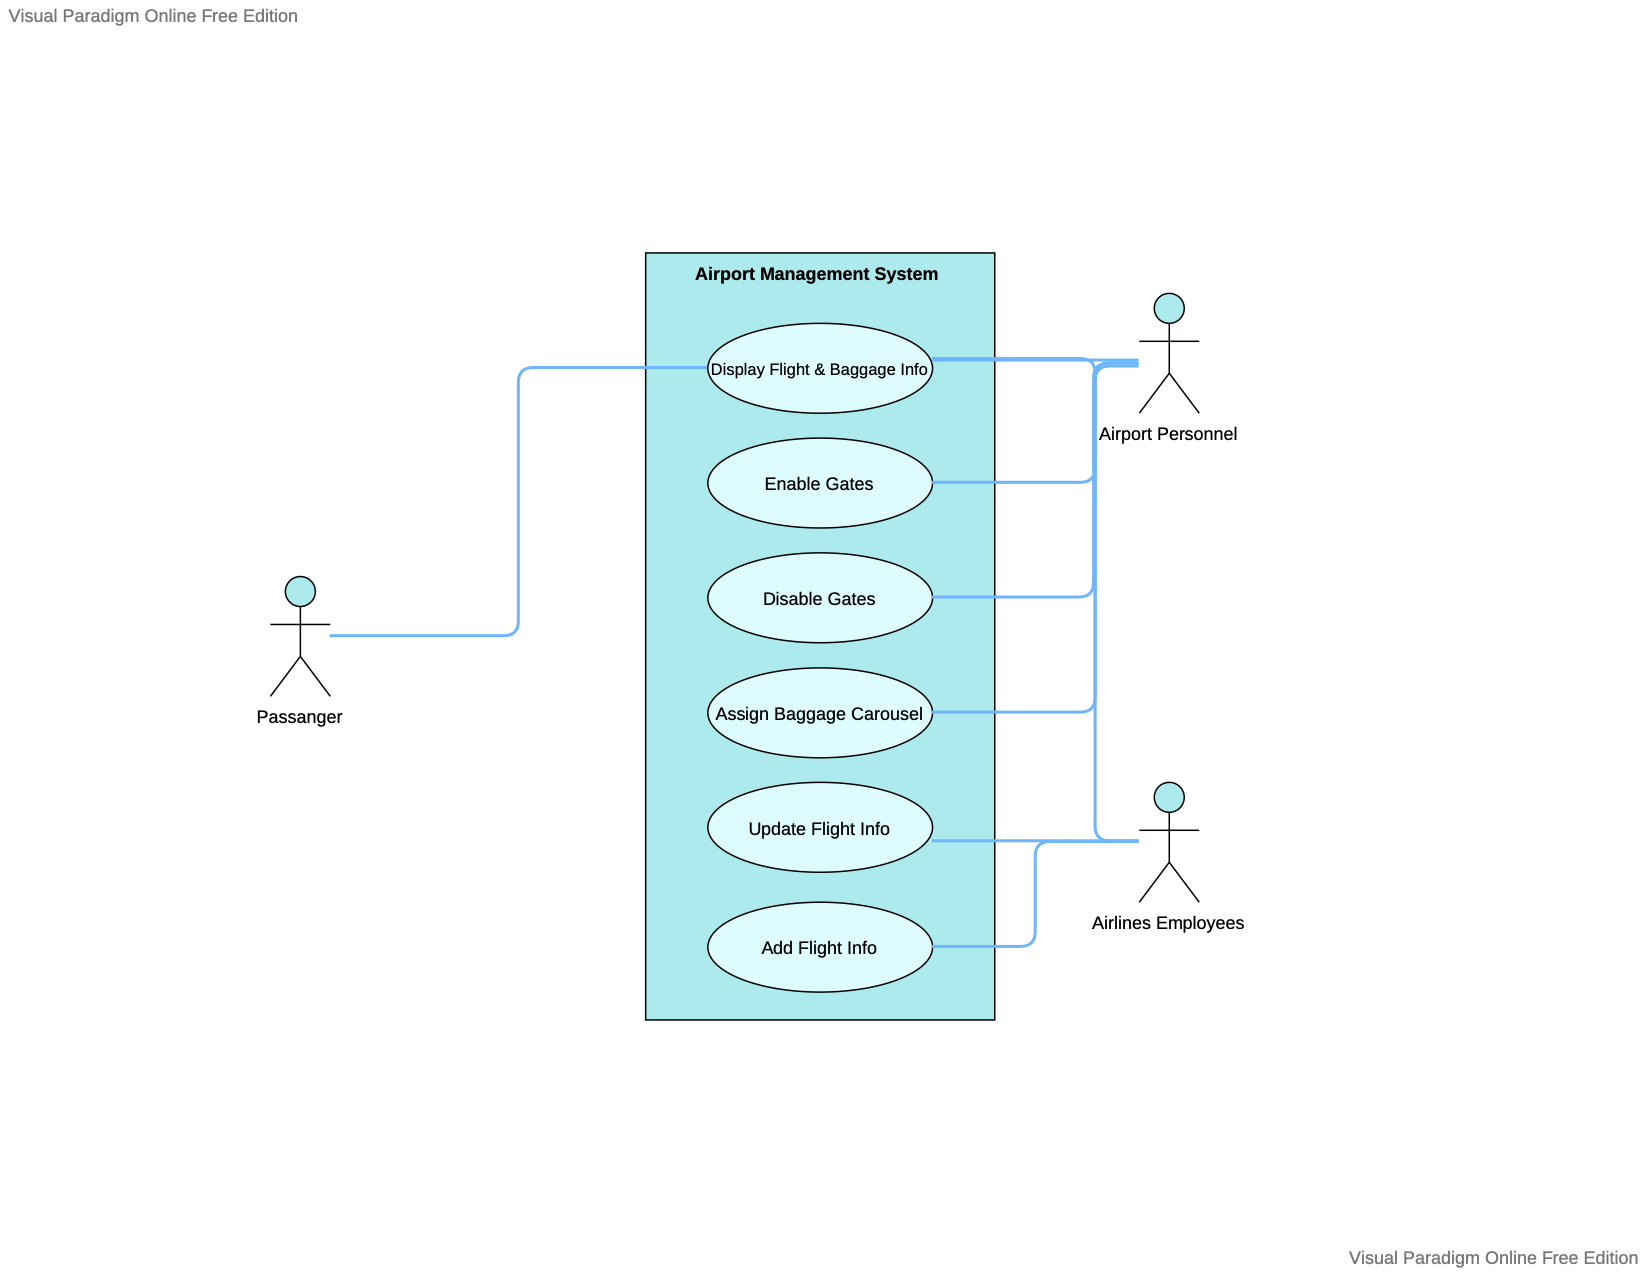 Visual Paradigm Online Free Edition
Airport Management System
Display Flight & Baggage Info
Airport Personnel
Enable Gates
Disable Gates
Passanger
Assign Baggage Carousel
Update Flight Info
Airlines Employees
Add Flight Info
Visual Paradigm Online Free Edition